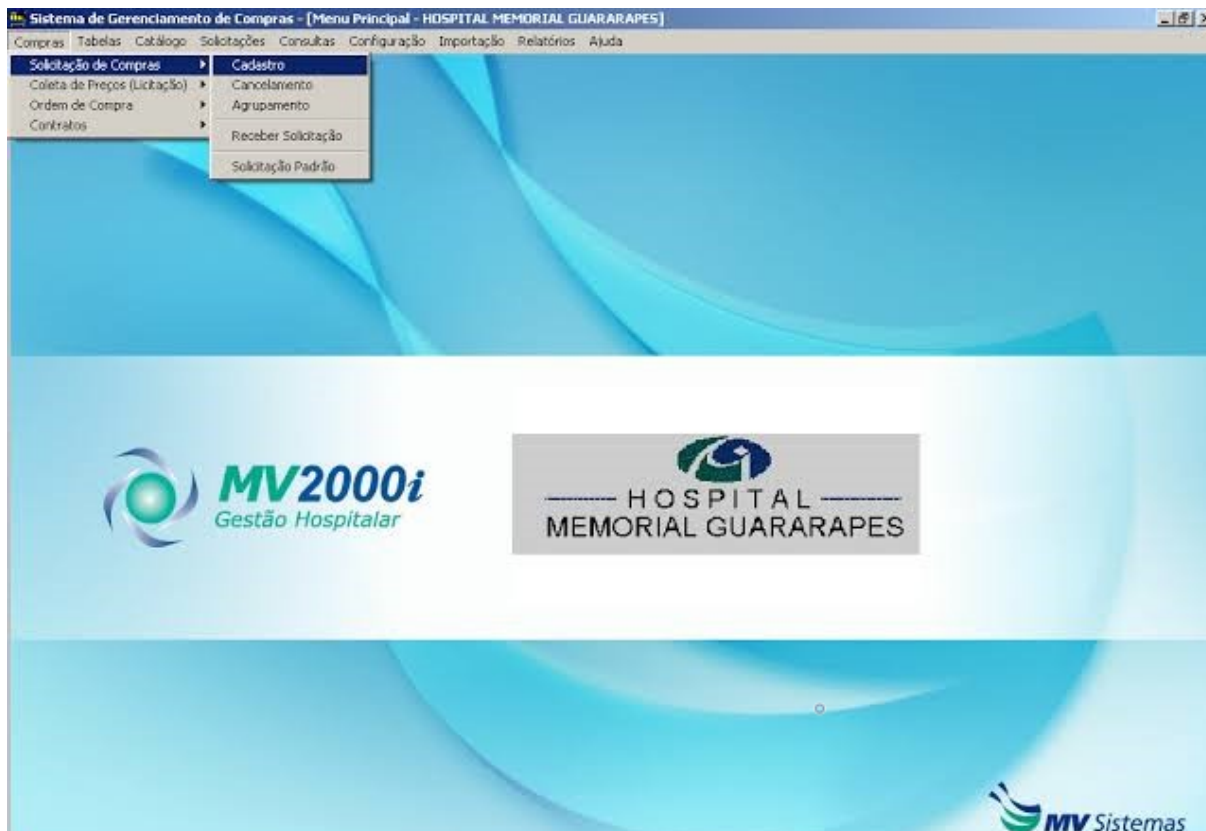 Sistema de Gerenciamento de Compras - [Menu Principal - HOSPITAL MEMORIAL GUARARAPES]
Compras Tabelas Catálogo Solicitações Consultas Configuração Importação Relatórios Ajuda
Solicitação de Compras Cadastro
Coleta de Preços (Licitação) Cancelamento
Ordem de Compra Agrupamento
Contratos
Receber Solicitação
Solicitação Padrão
MV2000i
Gestão Hospitalar
HOSPITAL
MEMORIAL GUARARAPES
MV Sistemas